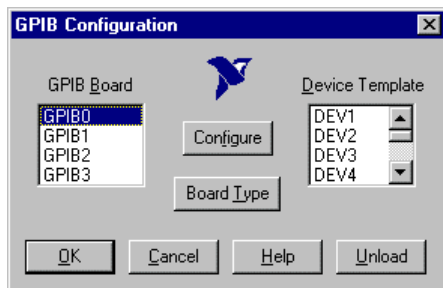 GPIB Configuration
GPIB Board
Device Template
GPIB0
GPIB1
GPIB2
GPIB3
Configure
Board Type
DEV1
DEV2
DEV3
DEV4
OK
Cancel
Help
Unload